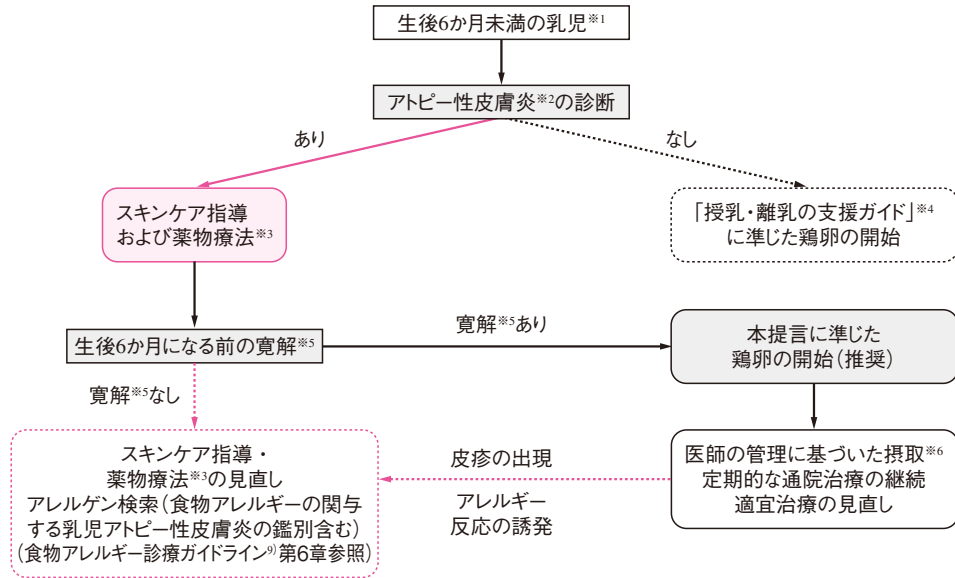 生後6か月未満の乳児※1
アトピー性皮膚炎※2の診断
あり
なし
スキンケア指導
および薬物療法※3
「授乳・離乳の支援ガイド」※4
に準じた鶏卵の開始
生後6か月になる前の寛解※5
寛解※5あり
本提言に準じた
鶏卵の開始（推奨）
寛解※5なし
スキンケア指導・
薬物療法※3の見直し
アレルゲン検索（食物アレルギーの関与
する乳児アトピー性皮膚炎の鑑別含む）
（食物アレルギー診療ガイドライン9)第6章参照）
皮疹の出現
アレルギー
反応の誘発
医師の管理に基づいた摂取※6
定期的な通院治療の継続
適宜治療の見直し